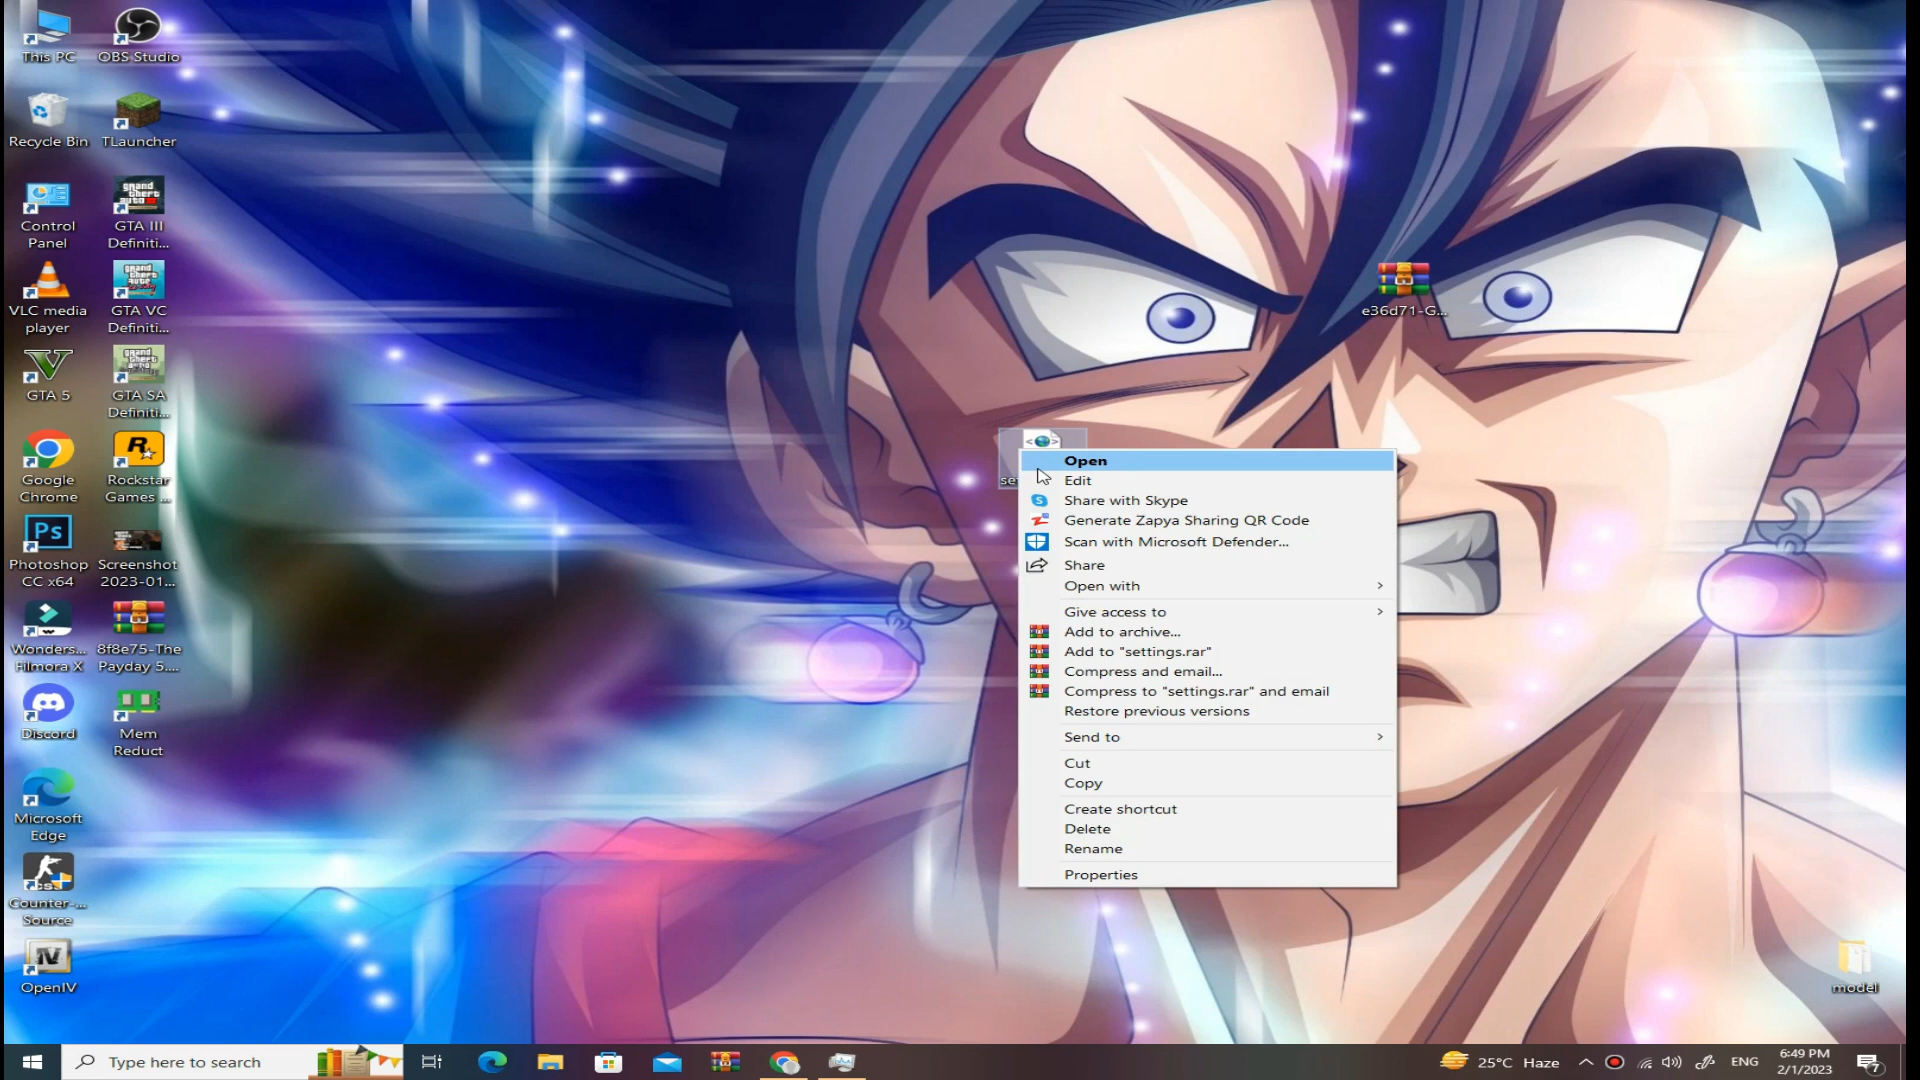 This PC
OBS Studio
Recycle Bin
TLauncher
Control
Panel
GTA III
Definiti...
VLC media
player
GTA VC
Definiti...
GTA 5
GTA SA
Definiti...
Google
Chrome
Rockstar
Games ...
Photoshop
CC x64
Screenshot
2023-01...
Wonders...
Filmora X
8f8e75-The
Payday 5....
Discord
Mem
Reduct
Microsoft
Edge
Counter-...
Source
OpenIV
e36d71-G...
Open
Edit
Share with Skype
Generate Zapya Sharing QR Code
Scan with Microsoft Defender...
Share
Open with
Give access to
Add to archive...
Add to "settings.rar"
Compress and email...
Compress to "settings.rar" and email
Restore previous versions
Send to
Cut
Copy
Create shortcut
Delete
Rename
Properties
model
Type here to search
25°C Haze
ENG
6:49 PM
2/1/2023
7